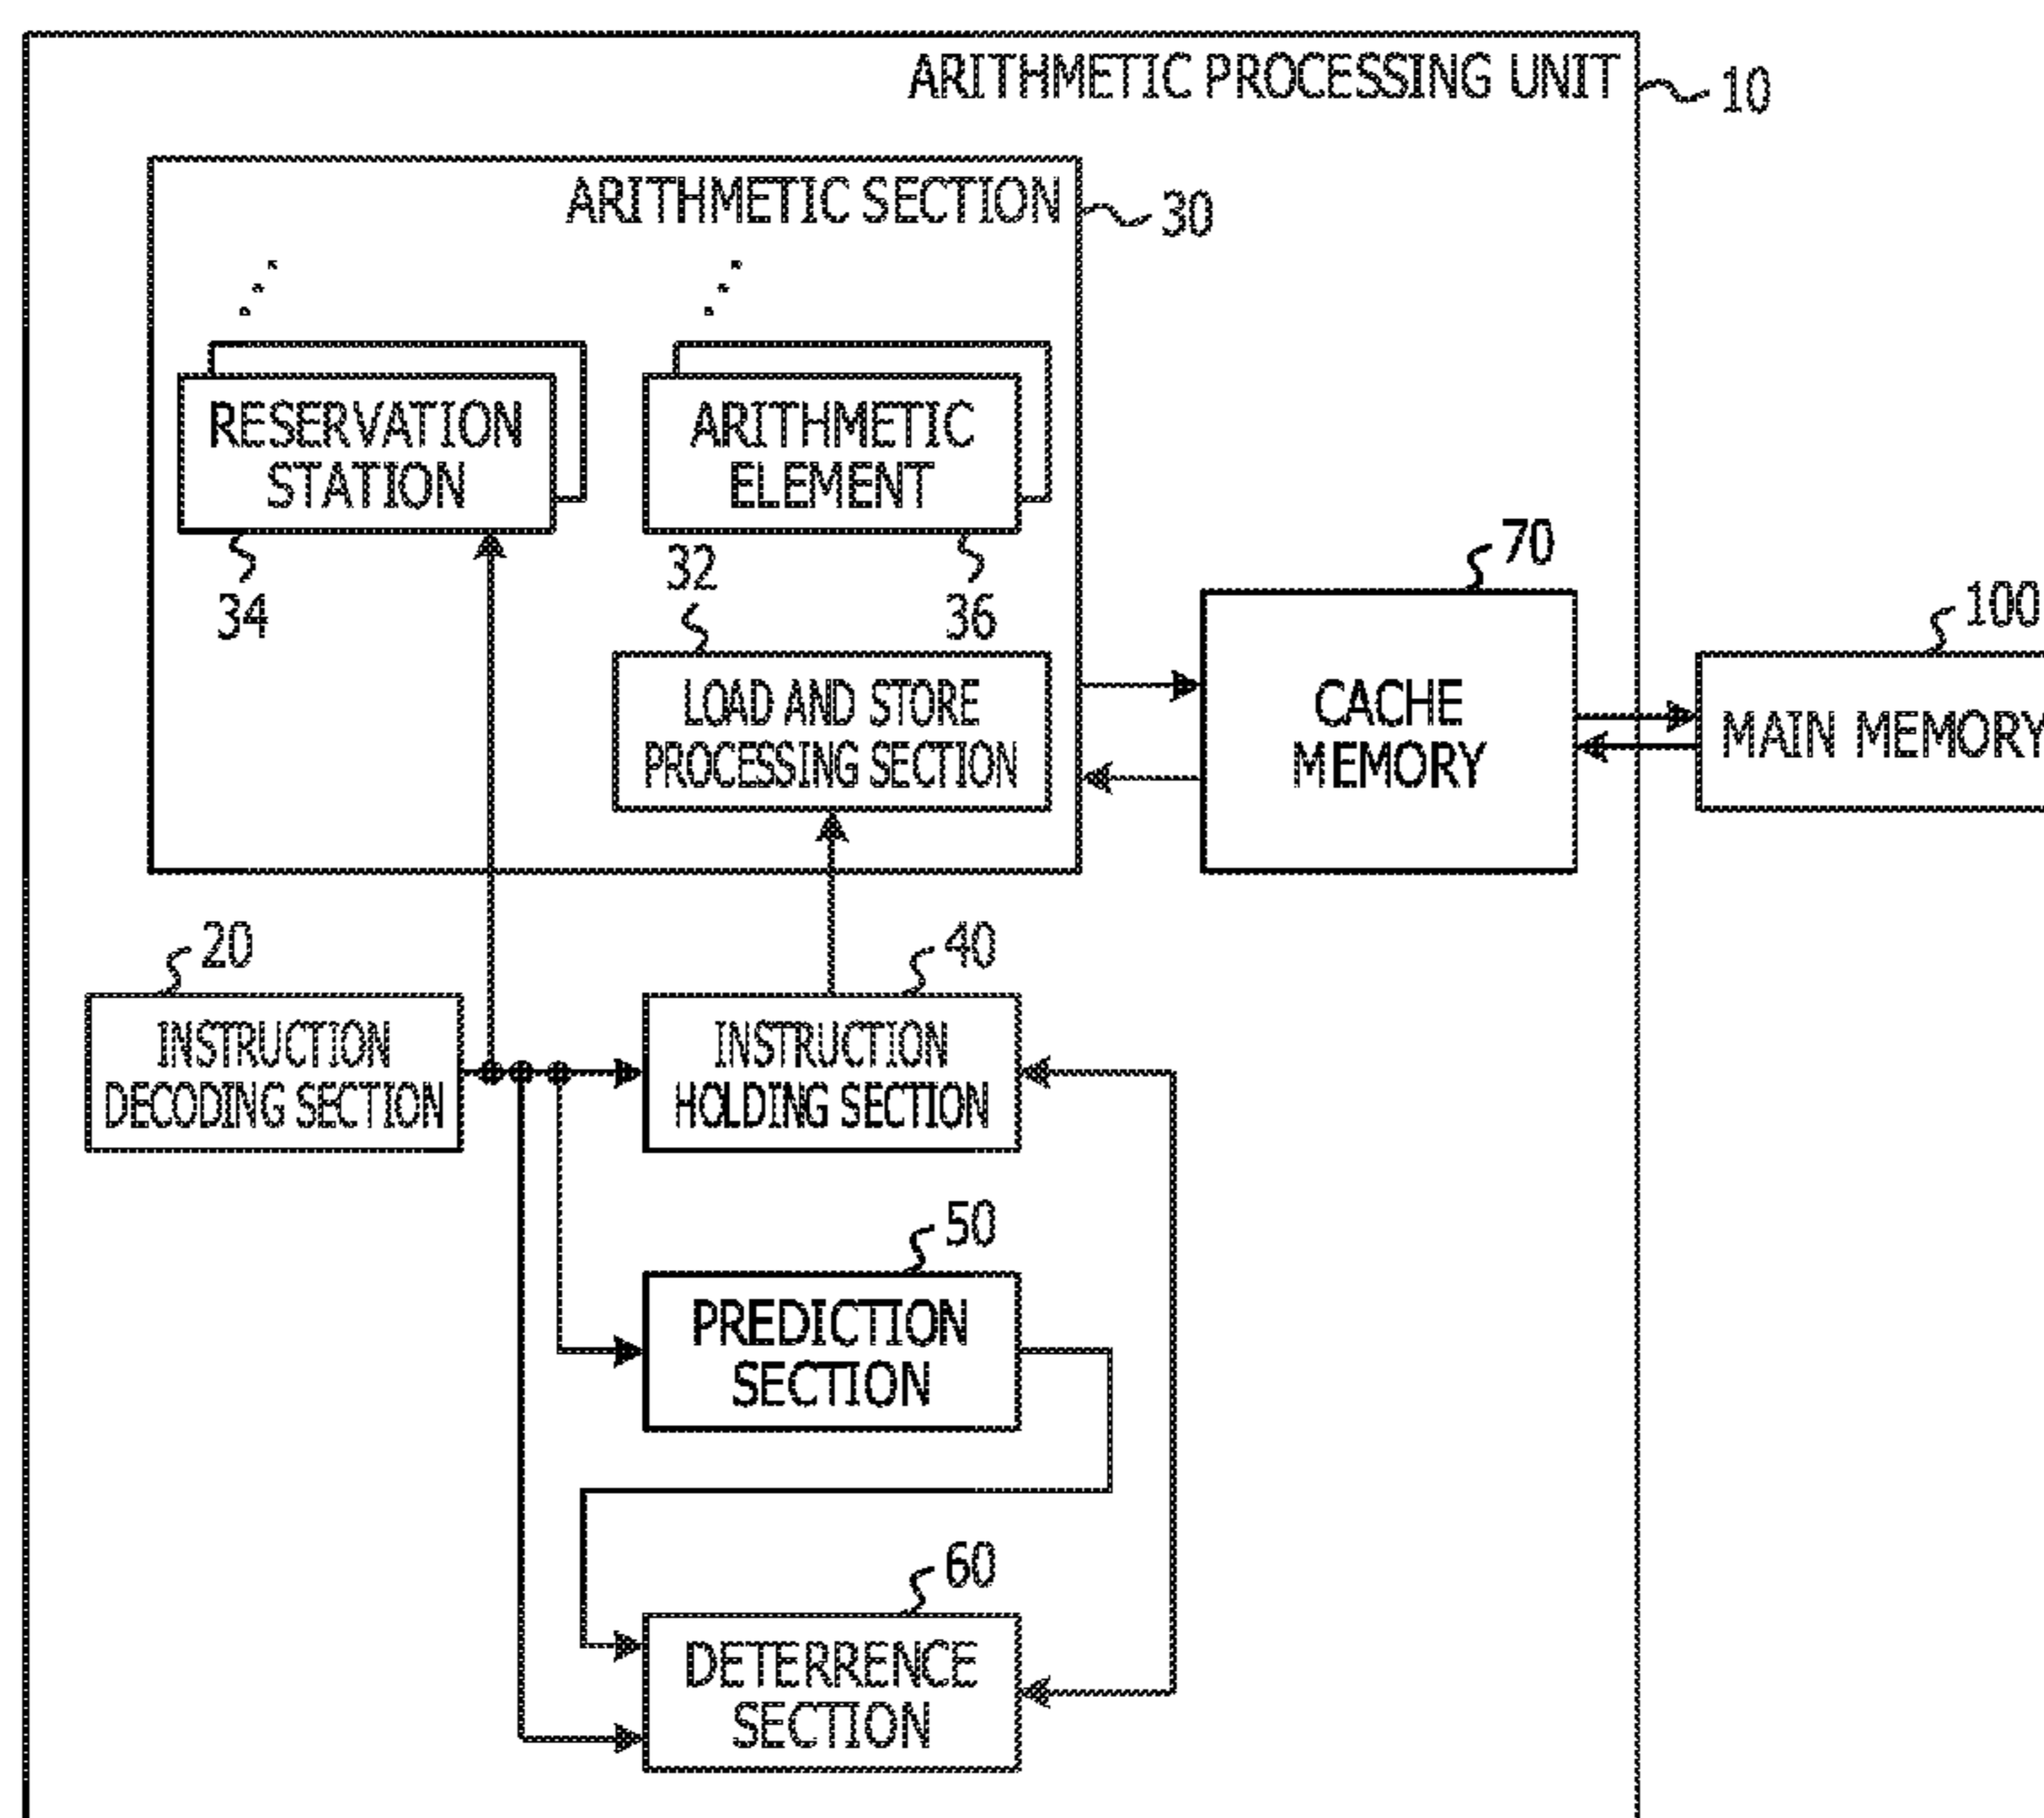 ARITHMETIC PROCESSING UNIT
10
ARITHMETIC SECTION
30
RESERVATION
STATION
34
ARITHMETIC
ELEMENT
36
32
LOAD AND STORE
PROCESSING SECTION
70
CACHE
MEMORY
100
MAIN MEMORY
20
INSTRUCTION
DECODING SECTION
40
INSTRUCTION
HOLDING SECTION
50
PREDICTION
SECTION
60
DETERRENCE
SECTION